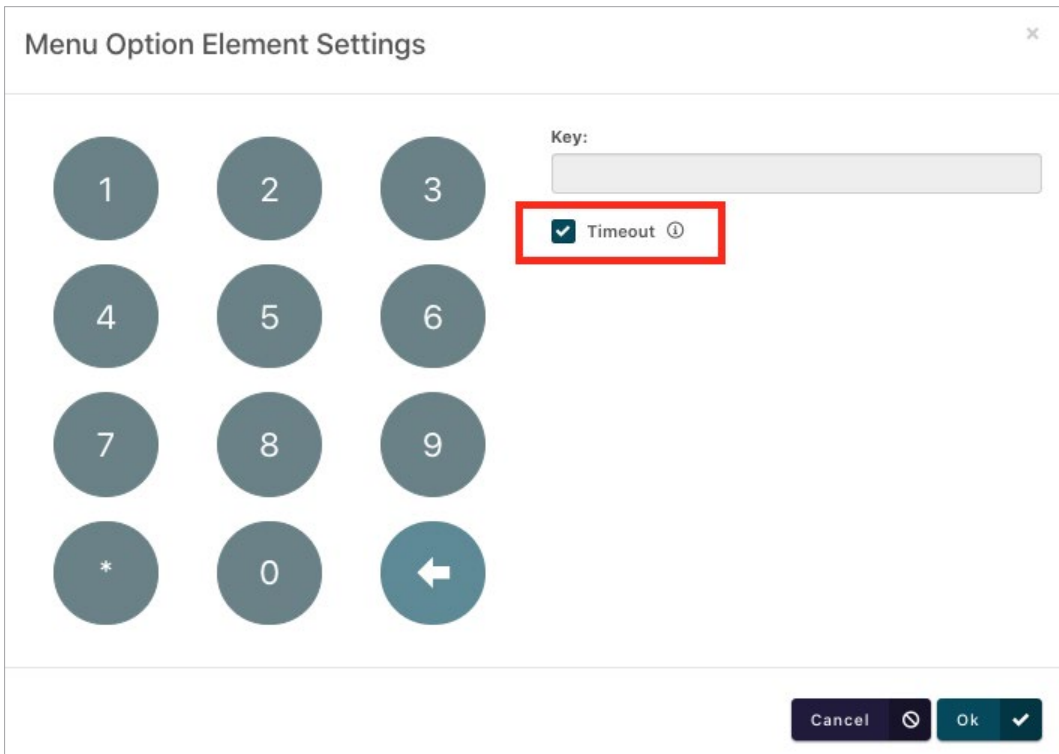 Menu Option Element Settings
×
Key:
1 2 3
Timeout
4 5 6
7 8 9
* 0
Cancel Ok